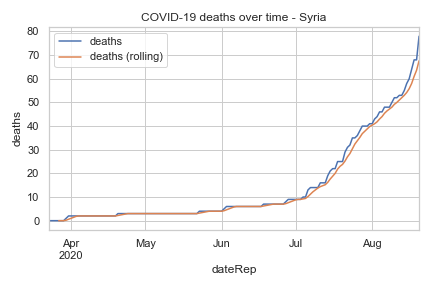 COVID-19 deaths over time - Syria
deaths
deaths (rolling)
80
70
60
50
40
30
20
10
0
deaths
Apr
2020
May
Jun
Jul
Aug
dateRep